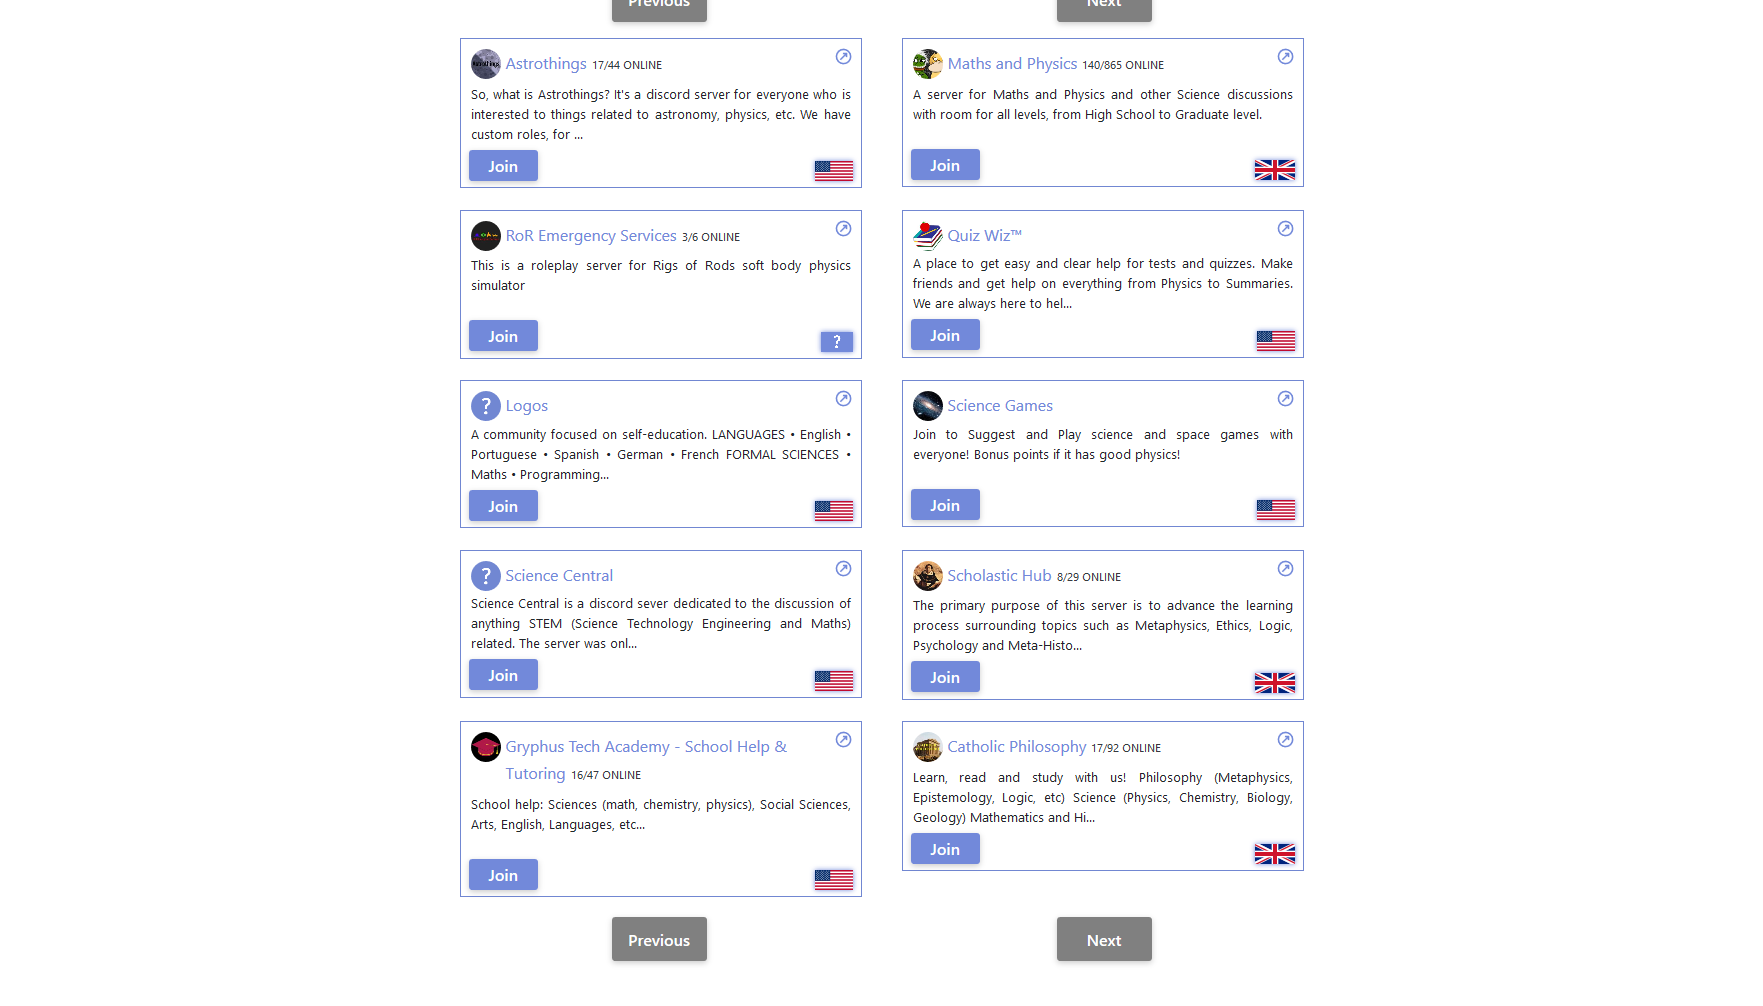 Previous
Next
Astrothings 17/44 ONLINE
So, what is Astrothings? It's a discord server for everyone who is
interested to things related to astronomy, physics, etc. We have
custom roles, for ...
Join
Maths and Physics 140/865 ONLINE
A server for Maths and Physics and other Science discussions
with room for all levels, from High School to Graduate level.
Join
RoR Emergency Services 3/6 ONLINE
This is a roleplay server for Rigs of Rods soft body physics
simulator
Join
?
Quiz Wiz™
A place to get easy and clear help for tests and quizzes. Make
friends and get help on everything from Physics to Summaries.
We are always here to hel...
Join
?
Logos
A community focused on self-education. LANGUAGES • English •
Portuguese • Spanish • German • French FORMAL SCIENCES •
Maths • Programming...
Join
Science Games
Join to Suggest and Play science and space games with
everyone! Bonus points if it has good physics!
Join
?
Science Central
Science Central is a discord sever dedicated to the discussion of
anything STEM (Science Technology Engineering and Maths)
related. The server was onl...
Join
Scholastic Hub 8/29 ONLINE
The primary purpose of this server is to advance the learning
process surrounding topics such as Metaphysics, Ethics, Logic,
Psychology and Meta-Histo...
Join
Gryphus Tech Academy - School Help &
Tutoring 16/47 ONLINE
School help: Sciences (math, chemistry, physics), Social Sciences,
Arts, English, Languages, etc...
Join
Catholic Philosophy 17/92 ONLINE
Learn, read and study with us! Philosophy (Metaphysics,
Epistemology, Logic, etc) Science (Physics, Chemistry, Biology,
Geology) Mathematics and Hi...
Join
Previous
Next